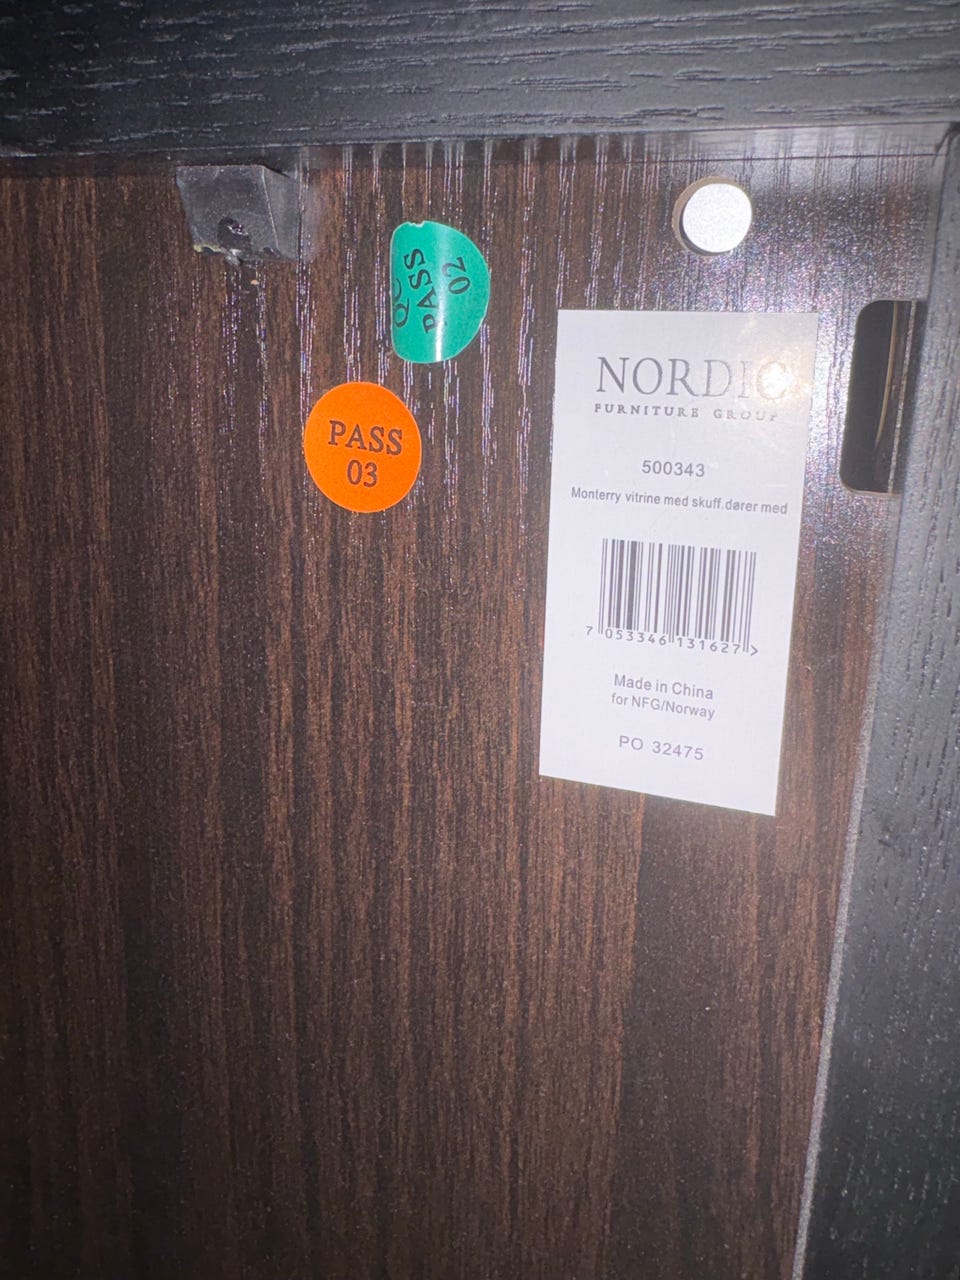 QC
PASS
02
PASS
03
NORDIC
FURNITURE GROUP
500343
Monterry vitrine med skuff.dører med
7 053346 131627 >
Made in China
for NFG/Norway
PO 32475